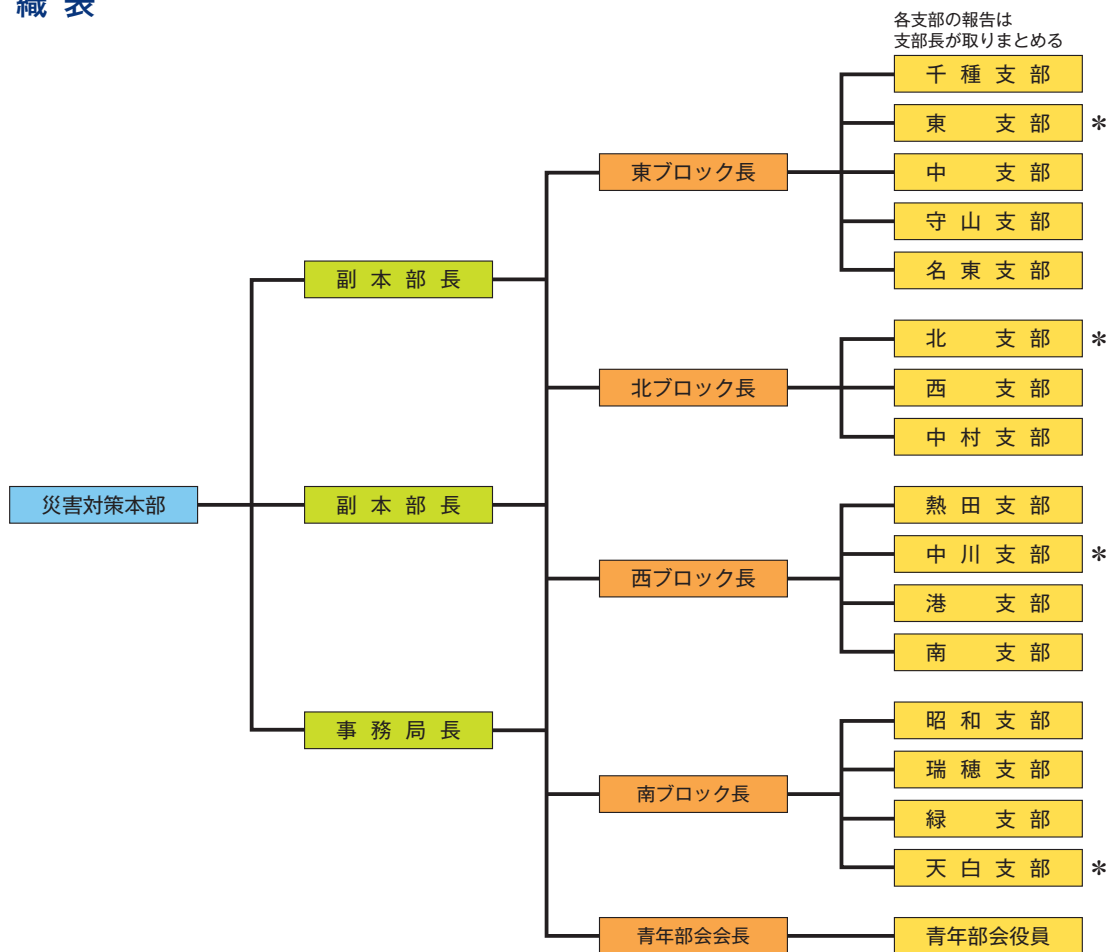 織 表
各支部の報告は
支部長が取りまとめる
千 種 支 部
東 支 部 *
東ブロック長
中 支 部
守 山 支 部
名 東 支 部
副 本 部 長
北 支 部 *
北ブロック長
西 支 部
中 村 支 部
災害対策本部
副 本 部 長
熱 田 支 部
中 川 支 部 *
西ブロック長
港 支 部
南 支 部
事 務 局 長
昭 和 支 部
瑞 穂 支 部
南ブロック長
緑 支 部
天 白 支 部 *
青年部会会長
青年部会役員